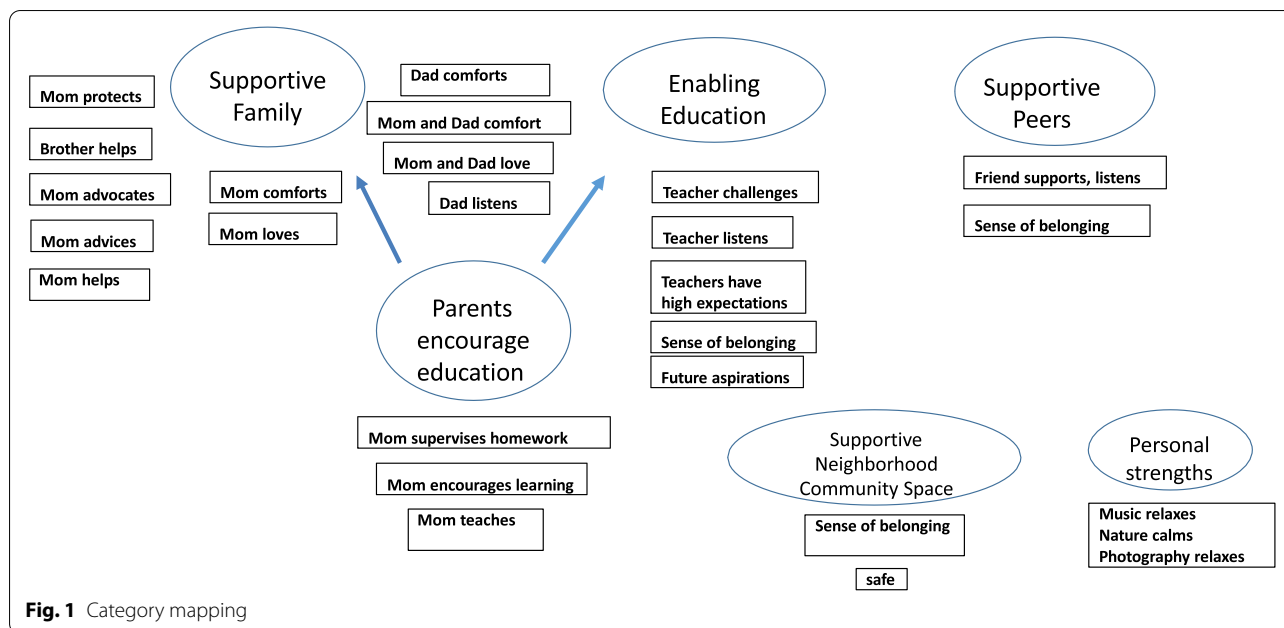 Supportive
Family
Mom protects
Brother helps
Mom advocates
Mom advices
Mom helps
Mom comforts
Mom loves
Dad comforts
Mom and Dad comfort
Mom and Dad love
Dad listens
Enabling
Education
Teacher challenges
Teacher listens
Teachers have
high expectations
Sense of belonging
Future aspirations
Supportive
Peers
Friend supports, listens
Sense of belonging
Parents
encourage
education
Mom supervises homework
Mom encourages learning
Mom teaches
Supportive
Neighborhood
Community Space
Sense of belonging
safe
Personal
strengths
Music relaxes
Nature calms
Photography relaxes
Fig. 1 Category mapping